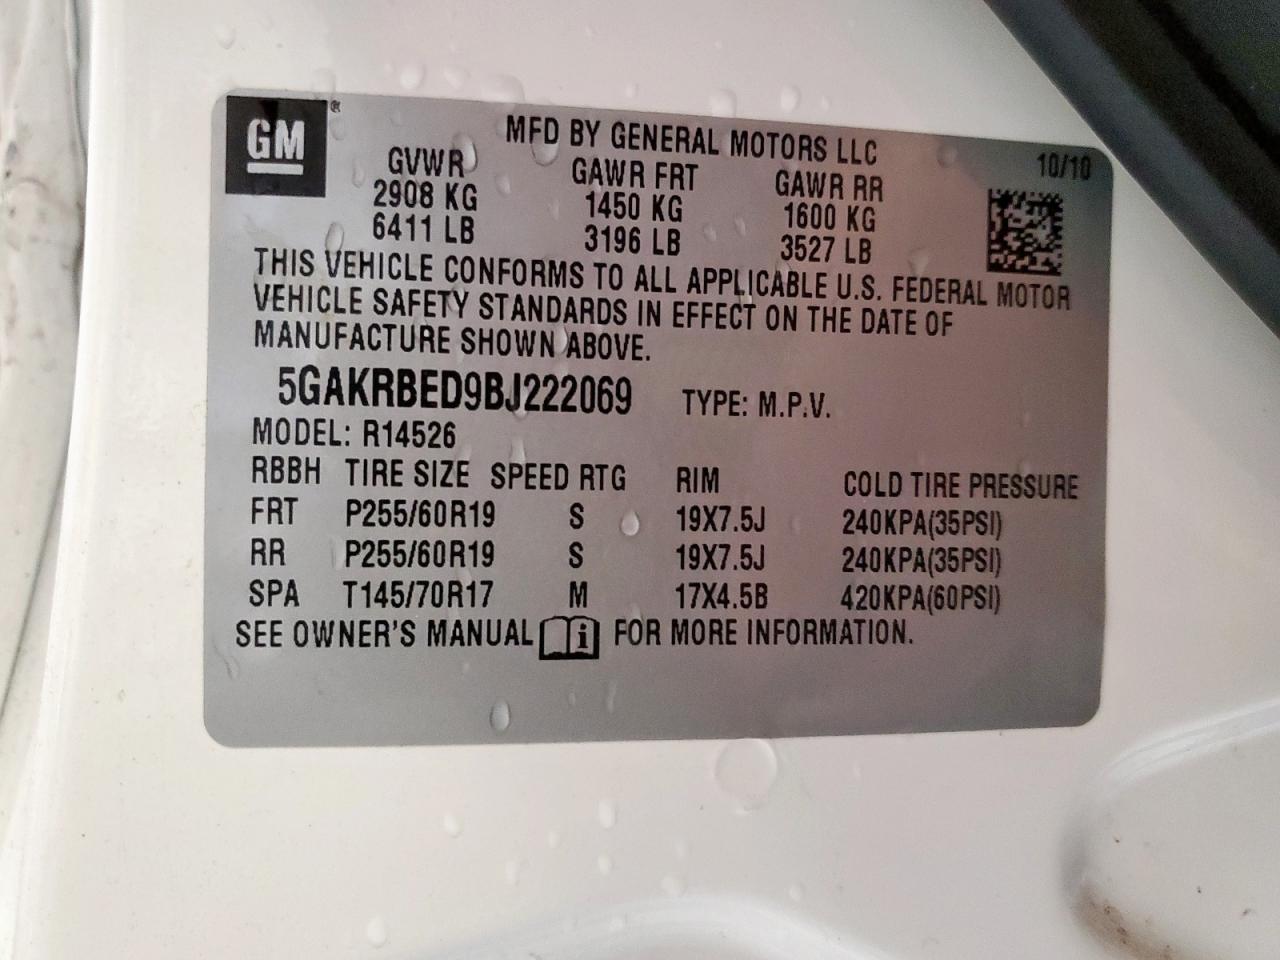 GM®
MFD BY GENERAL MOTORS LLC
10/10
GVWR GAWR FRT GAWR RR
2908 KG 1450 KG 1600 KG
6411 LB 3196 LB 3527 LB
THIS VEHICLE CONFORMS TO ALL APPLICABLE U.S. FEDERAL MOTOR
VEHICLE SAFETY STANDARDS IN EFFECT ON THE DATE OF
MANUFACTURE SHOWN ABOVE.
5GAKRBED9BJ222069 TYPE: M.P.V.
MODEL: R14526
RBBH TIRE SIZE SPEED RTG RIM COLD TIRE PRESSURE
FRT P255/60R19 S 19X7.5J 240KPA(35PSI)
RR P255/60R19 S 19X7.5J 240KPA(35PSI)
SPA T145/70R17 M 17X4.5B 420KPA(60PSI)
SEE OWNER'S MANUAL i FOR MORE INFORMATION.